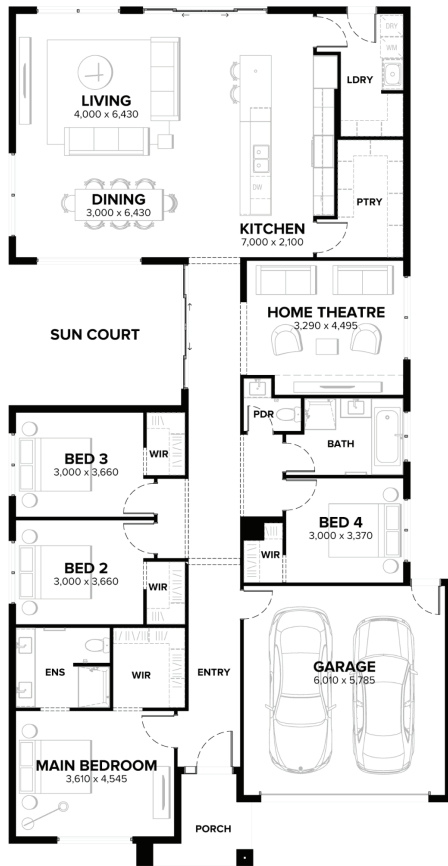 DRY
WM
LDRY
LIVING
4,000 x 6,430
DINING
3,000 x 6,430
DW
KITCHEN
7,000 x 2,100
PTRY
HOME THEATRE
3,290 x 4,495
SUN COURT
PDR
BATH
BED 3
3,000 x 3,660
WIR
BED 4
3,000 x 3,370
WIR
BED 2
3,000 x 3,660
WIR
ENS
WIR
ENTRY
GARAGE
6,010 x 5,785
MAIN BEDROOM
3,610 x 4,545
PORCH